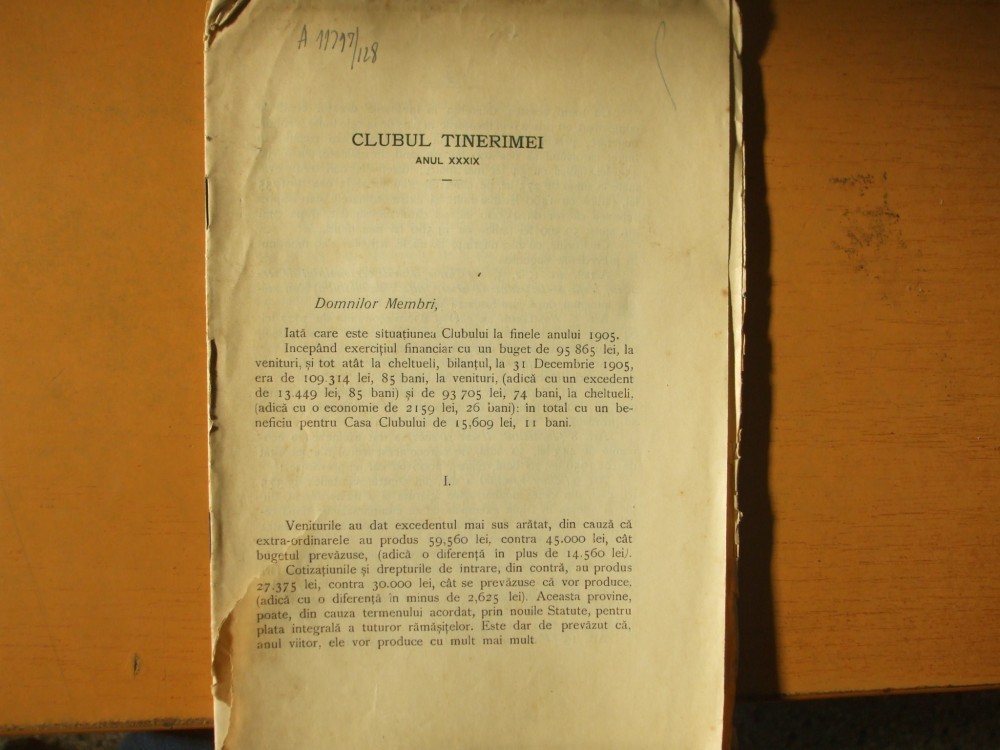 A 11797/128
CLUBUL TINERIMEI
ANUL XXXIX
Domnilor Membri,
Iată care este situațiunea Clubului la finele anului 1905.
Incepând exercițiul financiar cu un buget de 95 865 lei, la
venituri, și tot atât la cheltueli, bilanțul, la 31 Decembrie 1905,
era de 109.314 lei, 85 bani, la venituri, (adică cu un excedent
de 13.449 lei, 85 bani) și de 93 705 lei, 74 bani, la cheltueli,
(adică cu o economie de 2159 lei, 26 bani): în total cu un be-
neficiu pentru Casa Clubului de 15,609 lei, 11 bani.
I.
Veniturile au dat excedentul mai sus arătat, din cauză că
extra-ordinarele au produs 59,560 lei, contra 45.000 lei, cât
bugetul prevăzuse, (adică o diferență în plus de 14.560 lei).
Cotizațiunile și drepturile de intrare, din contră, au produs
27.375 lei, contra 30.000 lei, cât se prevăzuse că vor produce,
(adică cu o diferență în minus de 2,625 lei). Aceasta provine,
poate, din cauza termenului acordat, prin nouile Statute, pentru
plata integrală a tuturor rămășițelor. Este dar de prevăzut că,
anul viitor, ele vor produce cu mult mai mult